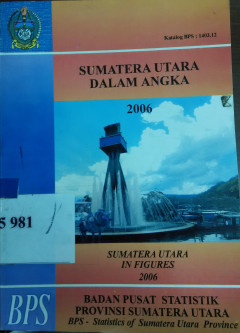 Katalog BPS : 1403.12
SUMATERA UTARA
DALAM ANGKA
2006
5 981
SUMATERA UTARA
IN FIGURES
2006
BPS
BADAN PUSAT STATISTIK
PROVINSI SUMATERA UTARA
BPS - Statistics of Sumatera Utara Province